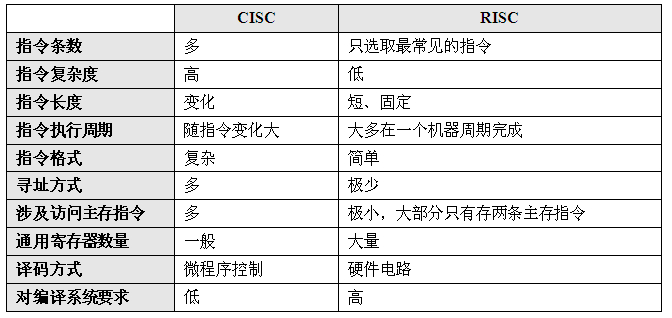 CISC RISC
指令条数 多 只选取最常见的指令
指令复杂度 高 低
指令长度 变化 短、固定
指令执行周期 随指令变化大 大多在一个机器周期完成
指令格式 复杂 简单
寻址方式 多 极少
涉及访问主存指令 多 极小，大部分只有存两条主存指令
通用寄存器数量 一般 大量
译码方式 微程序控制 硬件电路
对编译系统要求 低 高